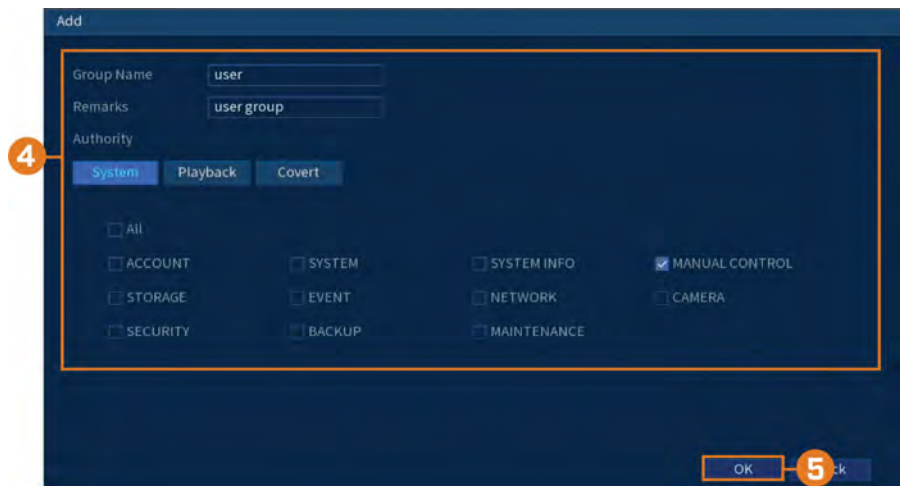 Add
Group Name user
Remarks user group
Authority
4
System Playback Covert
All
ACCOUNT SYSTEM SYSTEM INFO MANUAL CONTROL
STORAGE EVENT NETWORK CAMERA
SECURITY BACKUP MAINTENANCE
OK 5 ck